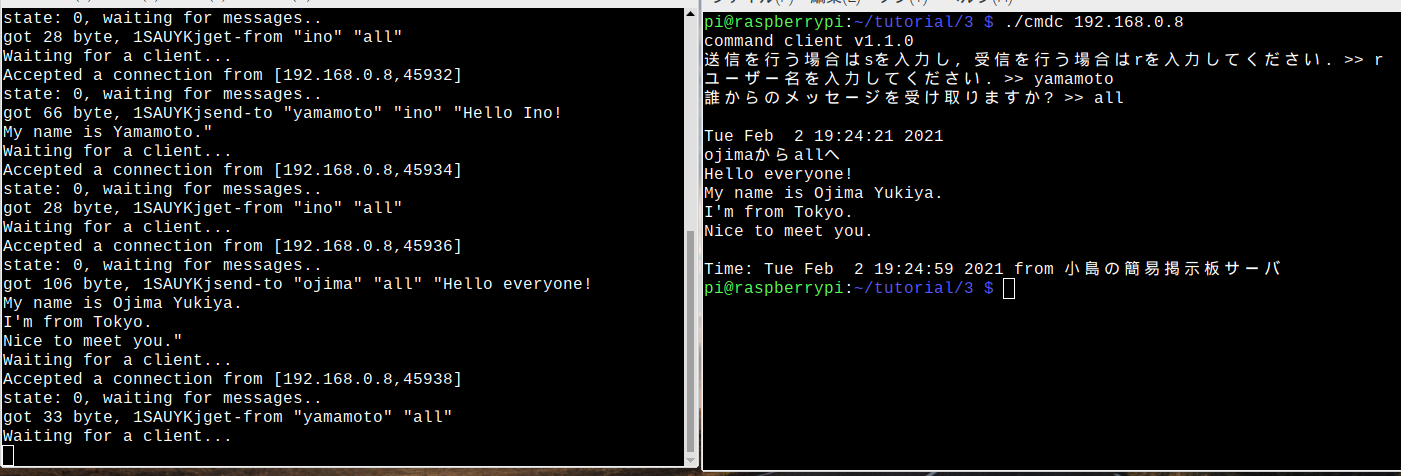 state: 0, waiting for messages..
got 28 byte, 1SAUYKjget-from "ino" "all"
Waiting for a client...
Accepted a connection from [192.168.0.8,45932]
state: 0, waiting for messages..
got 66 byte, 1SAUYKjsend-to "yamamoto" "ino" "Hello Ino!
My name is Yamamoto."
Waiting for a client...
Accepted a connection from [192.168.0.8,45934]
state: 0, waiting for messages..
got 28 byte, 1SAUYKjget-from "ino" "all"
Waiting for a client...
Accepted a connection from [192.168.0.8,45936]
state: 0, waiting for messages..
got 106 byte, 1SAUYKjsend-to "ojima" "all" "Hello everyone!
My name is Ojima Yukiya.
I'm from Tokyo.
Nice to meet you."
Waiting for a client...
Accepted a connection from [192.168.0.8,45938]
state: 0, waiting for messages..
got 33 byte, 1SAUYKjget-from "yamamoto" "all"
Waiting for a client...
pi@raspberrypi:~/tutorial/3 $ ./cmdc 192.168.0.8
command client v1.1.0
送信を行う場合はsを入力し, 受信を行う場合はrを入力してください. >> r
ユーザー名を入力してください. >> yamamoto
誰からのメッセージを受け取りますか? >> all
Tue Feb  2 19:24:21 2021
ojimaからallへ
Hello everyone!
My name is Ojima Yukiya.
I'm from Tokyo.
Nice to meet you.
Time: Tue Feb  2 19:24:59 2021 from 小島の簡易掲示板サーバ
pi@raspberrypi:~/tutorial/3 $